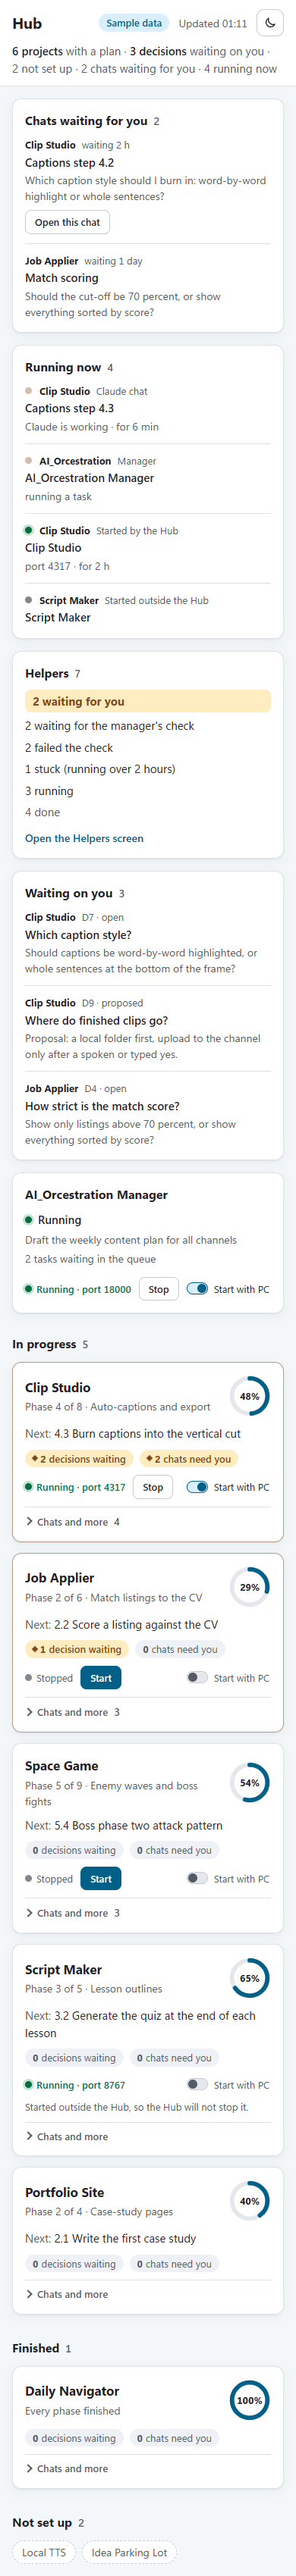 Hub
Sample data
Updated 01:11
6 projects with a plan · 3 decisions waiting on you ·
2 not set up · 2 chats waiting for you · 4 running now
Chats waiting for you 2
Clip Studio waiting 2 h
Captions step 4.2
Which caption style should I burn in: word-by-word
highlight or whole sentences?
Open this chat
Job Applier waiting 1 day
Match scoring
Should the cut-off be 70 percent, or show
everything sorted by score?
Running now 4
Clip Studio Claude chat
Captions step 4.3
Claude is working · for 6 min
AI_Orcestration Manager
AI_Orcestration Manager
running a task
Clip Studio Started by the Hub
Clip Studio
port 4317 · for 2 h
Script Maker Started outside the Hub
Script Maker
Helpers 7
2 waiting for you
2 waiting for the manager's check
2 failed the check
1 stuck (running over 2 hours)
3 running
4 done
Open the Helpers screen
Waiting on you 3
Clip Studio D7 · open
Which caption style?
Should captions be word-by-word highlighted, or
whole sentences at the bottom of the frame?
Clip Studio D9 · proposed
Where do finished clips go?
Proposal: a local folder first, upload to the channel
only after a spoken or typed yes.
Job Applier D4 · open
How strict is the match score?
Show only listings above 70 percent, or show
everything sorted by score?
AI_Orcestration Manager
Running
Draft the weekly content plan for all channels
2 tasks waiting in the queue
Running · port 18000 Stop Start with PC
In progress 5
Clip Studio
48%
Phase 4 of 8 · Auto-captions and export
Next: 4.3 Burn captions into the vertical cut
2 decisions waiting 2 chats need you
Running · port 4317 Stop Start with PC
Chats and more 4
Job Applier
29%
Phase 2 of 6 · Match listings to the CV
Next: 2.2 Score a listing against the CV
1 decision waiting 0 chats need you
Stopped Start Start with PC
Chats and more 3
Space Game
54%
Phase 5 of 9 · Enemy waves and boss
fights
Next: 5.4 Boss phase two attack pattern
0 decisions waiting 0 chats need you
Stopped Start Start with PC
Chats and more 3
Script Maker
65%
Phase 3 of 5 · Lesson outlines
Next: 3.2 Generate the quiz at the end of each
lesson
0 decisions waiting 0 chats need you
Running · port 8767 Start with PC
Started outside the Hub, so the Hub will not stop it.
Chats and more
Portfolio Site
40%
Phase 2 of 4 · Case-study pages
Next: 2.1 Write the first case study
0 decisions waiting 0 chats need you
Chats and more
Finished 1
Daily Navigator
100%
Every phase finished
0 decisions waiting 0 chats need you
Chats and more
Not set up 2
Local TTS Idea Parking Lot